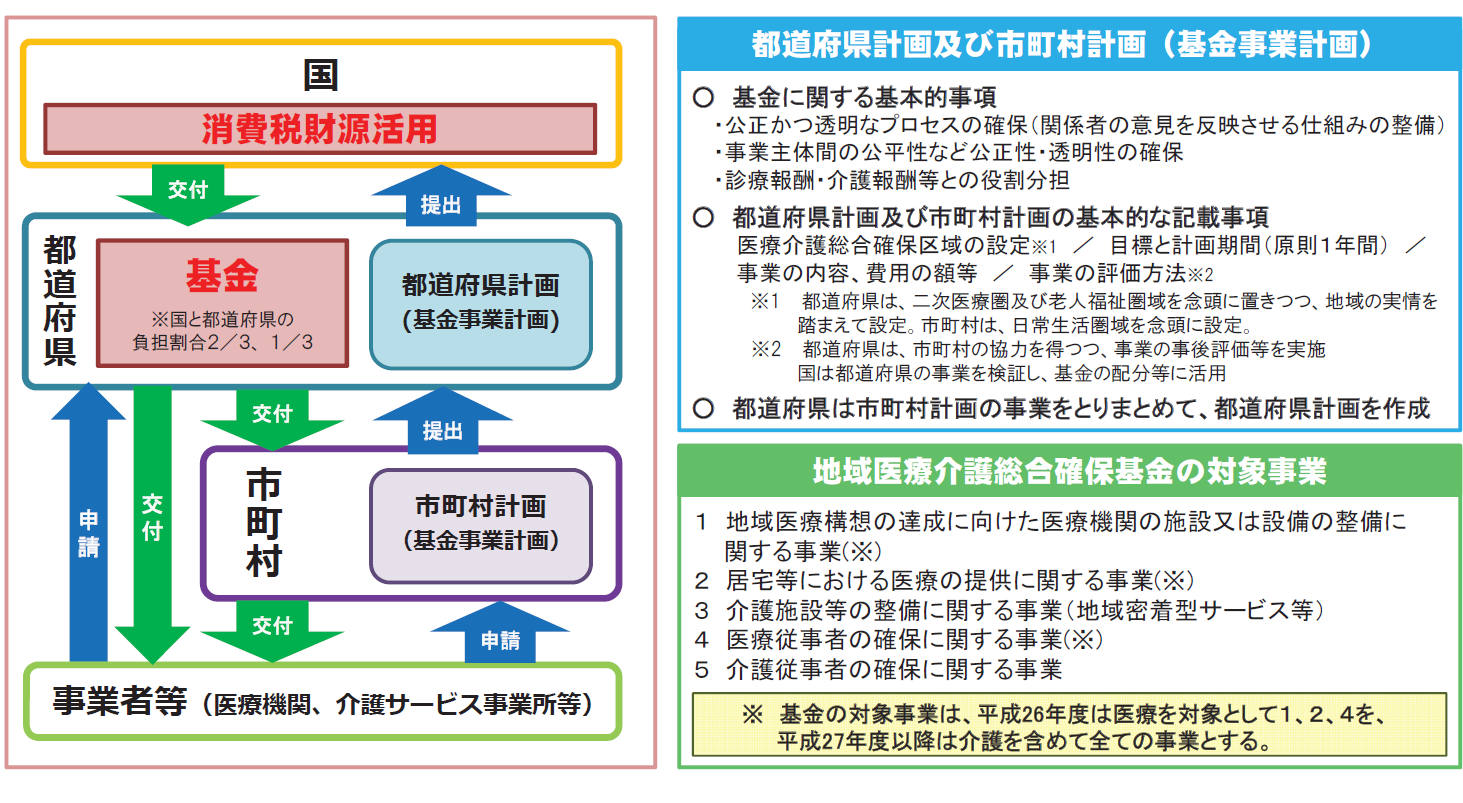 国
消費税財源活用
交付
提出
都道府県
基金
※国と都道府県の
負担割合2／3、1／3
都道府県計画
(基金事業計画)
交付
提出
申請
交付
市町村
市町村計画
(基金事業計画)
交付
申請
事業者等（医療機関、介護サービス事業所等）
都道府県計画及び市町村計画（基金事業計画）
○ 基金に関する基本的事項
・公正かつ透明なプロセスの確保（関係者の意見を反映させる仕組みの整備）
・事業主体間の公平性など公正性・透明性の確保
・診療報酬・介護報酬等との役割分担
○ 都道府県計画及び市町村計画の基本的な記載事項
医療介護総合確保区域の設定※1 ／ 目標と計画期間（原則１年間） ／
事業の内容、費用の額等 ／ 事業の評価方法※2
※1 都道府県は、二次医療圏及び老人福祉圏域を念頭に置きつつ、地域の実情を
踏まえて設定。市町村は、日常生活圏域を念頭に設定。
※2 都道府県は、市町村の協力を得つつ、事業の事後評価等を実施
国は都道府県の事業を検証し、基金の配分等に活用
○ 都道府県は市町村計画の事業をとりまとめて、都道府県計画を作成
地域医療介護総合確保基金の対象事業
1 地域医療構想の達成に向けた医療機関の施設又は設備の整備に
関する事業(※)
2 居宅等における医療の提供に関する事業(※)
3 介護施設等の整備に関する事業（地域密着型サービス等）
4 医療従事者の確保に関する事業(※)
5 介護従事者の確保に関する事業
※ 基金の対象事業は、平成26年度は医療を対象として1、2、4を、
平成27年度以降は介護を含めて全ての事業とする。